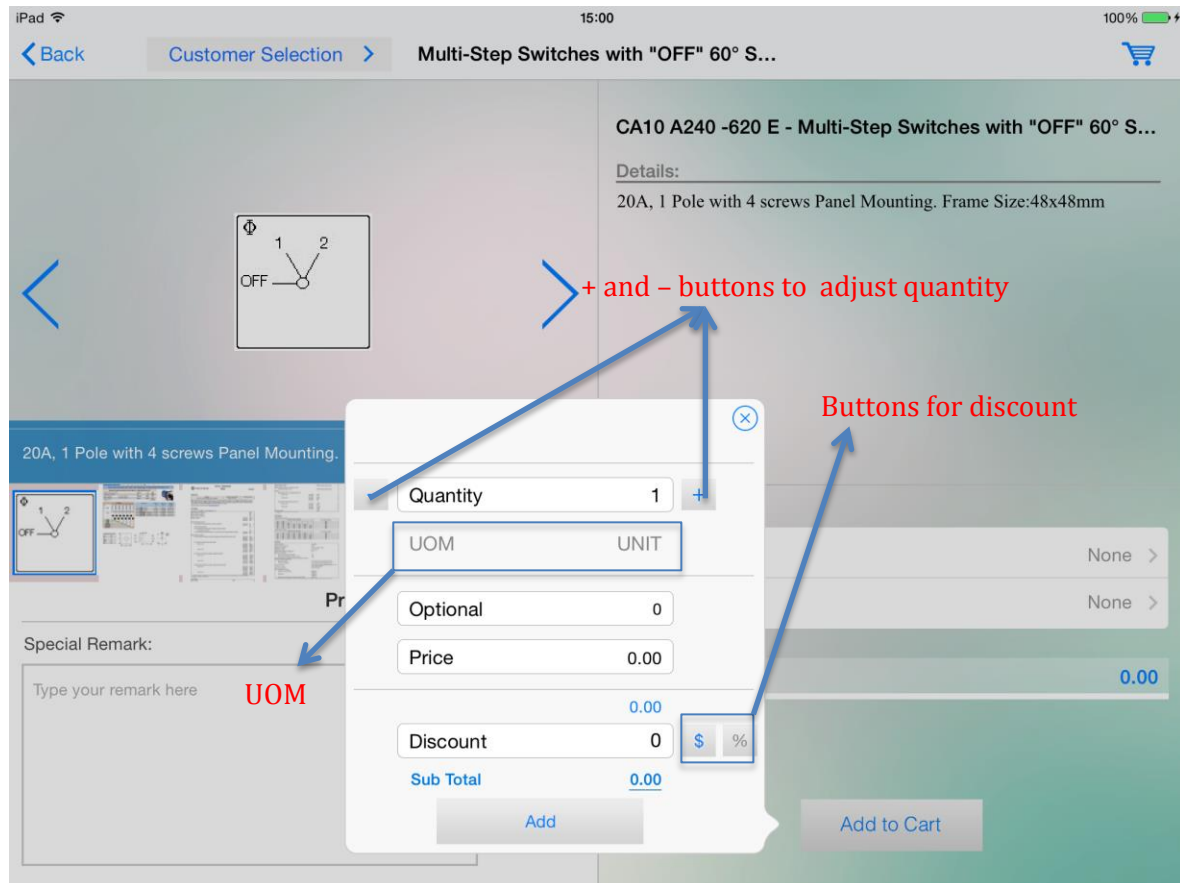 iPad 15:00 100%
Back Customer Selection Multi-Step Switches with "OFF" 60° S...
CA10 A240 -620 E - Multi-Step Switches with "OFF" 60° S...
Details:
20A, 1 Pole with 4 screws Panel Mounting. Frame Size:48x48mm
1 2
OFF
+ and – buttons to adjust quantity
Buttons for discount
20A, 1 Pole with 4 screws Panel Mounting.
1 2
OFF
- Quantity 1 +
UOM UNIT
None
Pr
Optional 0
None
Special Remark:
Price 0.00
Type your remark here
UOM
0.00
0.00
Discount 0 $ %
Sub Total 0.00
Add
Add to Cart